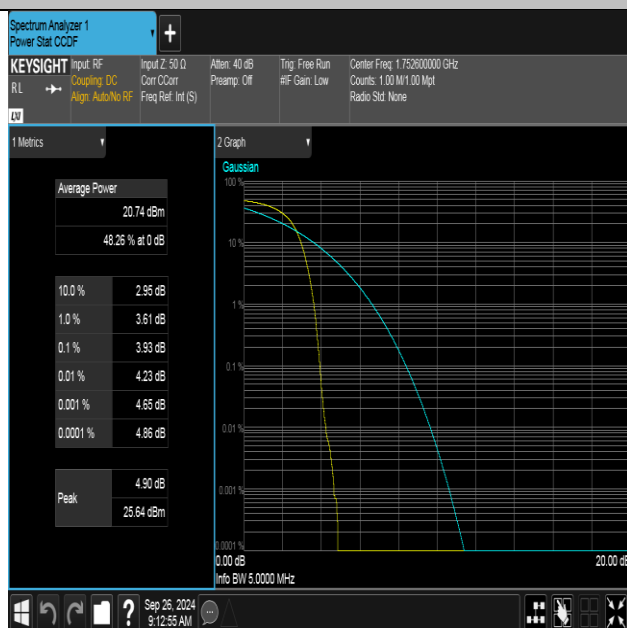 Spectrum Analyzer 1
Power Stat CCDF
KEYSIGHT
RL
LXI
Input: RF
Coupling: DC
Align: Auto/No RF
Input Z: 50 Ω
Corr CCorr
Freq Ref: Int (S)
Atten: 40 dB
Preamp: Off
Trig: Free Run
#IF Gain: Low
Center Freq: 1.752600000 GHz
Counts: 1.00 M/1.00 Mpt
Radio Std: None
1 Metrics
Average Power
20.74 dBm
48.26 % at 0 dB
10.0 % 2.95 dB
1.0 % 3.61 dB
0.1 % 3.93 dB
0.01 % 4.23 dB
0.001 % 4.65 dB
0.0001 % 4.86 dB
Peak
4.90 dB
25.64 dBm
2 Graph
Gaussian
100 %
10 %
1 %
0.1 %
0.01 %
0.001 %
0.0001 %
0.00 dB 20.00 dB
Info BW 5.0000 MHz
Sep 26, 2024
9:12:55 AM